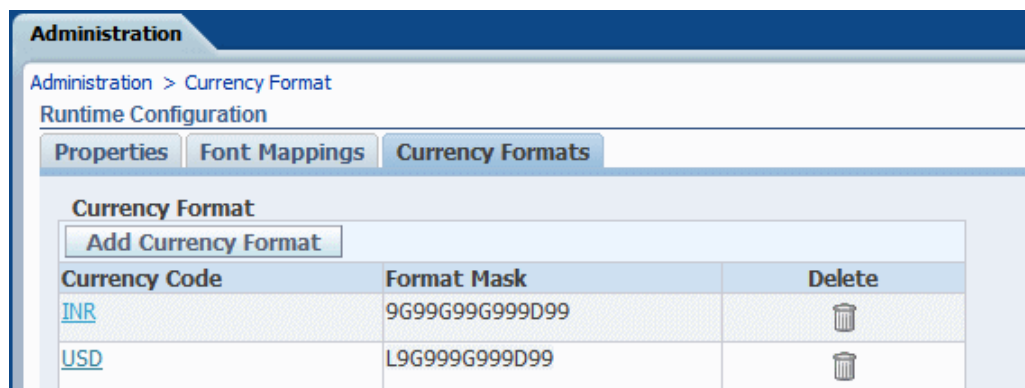 Administration
Administration > Currency Format
Runtime Configuration
Properties Font Mappings Currency Formats
Currency Format
Add Currency Format
Currency Code Format Mask Delete
INR 9G99G99G999D99
USD L9G999G999D99